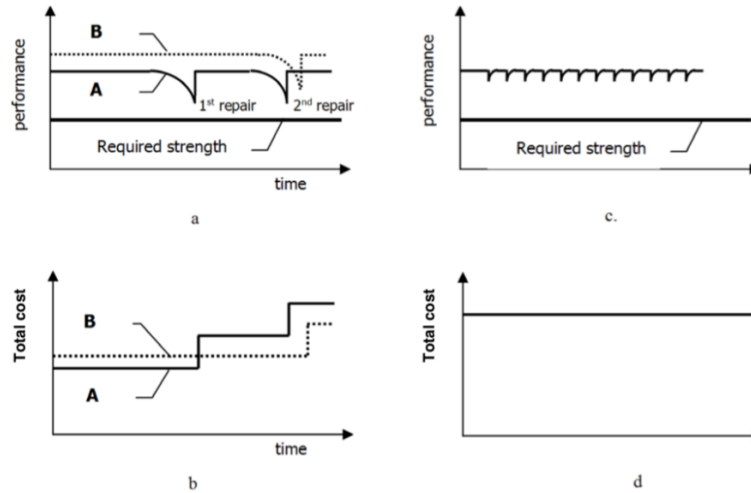 B
A
performance
1st repair
2nd repair
Required strength
time
a
performance
Required strength
c.
Total cost
B
A
time
b
Total cost
d